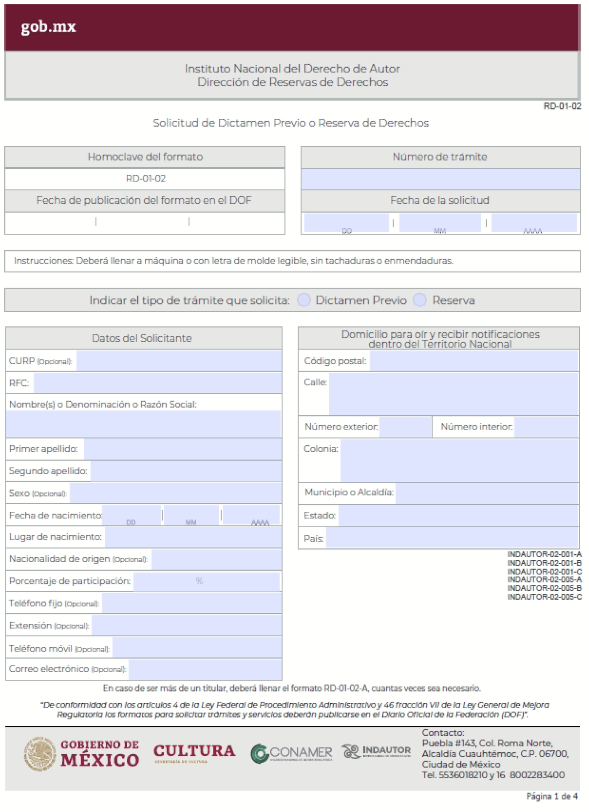 gob.mx
Instituto Nacional del Derecho de Autor
Dirección de Reservas de Derechos
RD-01-02
Solicitud de Dictamen Previo o Reserva de Derechos
Homoclave del formato
RD-01-02
Fecha de publicación del formato en el DOF
| |
Número de trámite
Fecha de la solicitud
DD | MM | AAAA
Instrucciones: Deberá llenar a máquina o con letra de molde legible, sin tachaduras o enmendaduras.
Indicar el tipo de trámite que solicita: Dictamen Previo Reserva
Datos del Solicitante
CURP (Opcional):
RFC:
Nombre(s) o Denominación o Razón Social:
Primer apellido:
Segundo apellido:
Sexo (Opcional):
Fecha de nacimiento: DD | MM | AAAA
Lugar de nacimiento:
Nacionalidad de origen (Opcional):
Porcentaje de participación: %
Teléfono fijo (Opcional):
Extensión (Opcional):
Teléfono móvil (Opcional):
Correo electrónico (Opcional):
Domicilio para oír y recibir notificaciones
dentro del Territorio Nacional
Código postal:
Calle:
Número exterior: Número interior:
Colonia:
Municipio o Alcaldía:
Estado:
País:
INDAUTOR-02-001-A
INDAUTOR-02-001-B
INDAUTOR-02-001-C
INDAUTOR-02-005-A
INDAUTOR-02-005-B
INDAUTOR-02-005-C
En caso de ser más de un titular, deberá llenar el formato RD-01-02-A, cuantas veces sea necesario.
"De conformidad con los artículos 4 de la Ley Federal de Procedimiento Administrativo y 46 fracción VII de la Ley General de Mejora
Regulatoria los formatos para solicitar trámites y servicios deberán publicarse en el Diario Oficial de la Federación (DOF)".
GOBIERNO DE
MÉXICO
CULTURA
SECRETARÍA DE CULTURA
CONAMER
INDAUTOR
Contacto:
Puebla #143, Col. Roma Norte,
Alcaldía Cuauhtémoc, C.P. 06700,
Ciudad de México
Tel. 5536018210 y 16 8002283400
Página 1 de 4